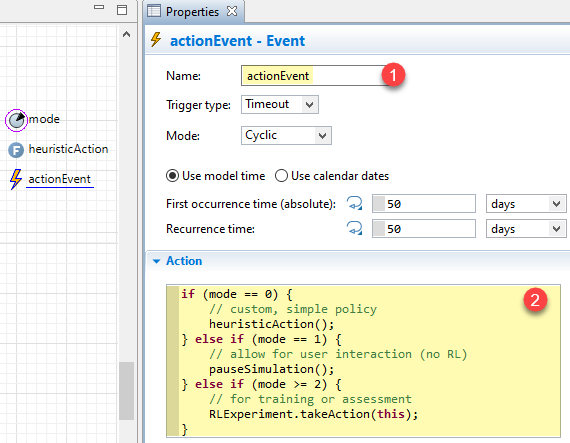 Properties
mode
F heuristicAction
actionEvent
actionEvent - Event
Name: actionEvent 1
Trigger type: Timeout
Mode: Cyclic
Use model time Use calendar dates
First occurrence time (absolute): 50 days
Recurrence time: 50 days
Action
2
if (mode == 0) {
// custom, simple policy
heuristicAction();
} else if (mode == 1) {
// allow for user interaction (no RL)
pauseSimulation();
} else if (mode >= 2) {
// for training or assessment
RLExperiment.takeAction(this);
}